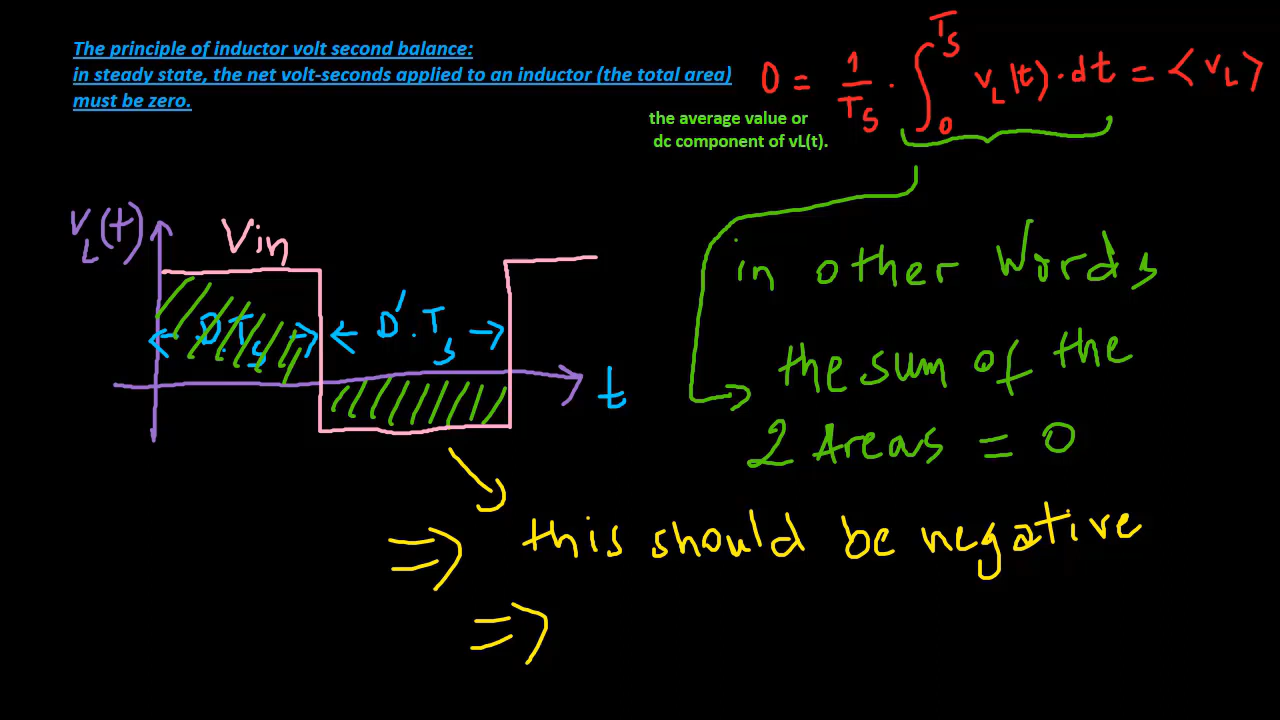 The principle of inductor volt second balance:
in steady state, the net volt-seconds applied to an inductor (the total area)
must be zero.
0 = 1/Ts · ∫₀^Ts vL(t) · dt = <vL>
the average value or
dc component of vL(t).
vL(t)
Vin
D.Ts
D'.Ts
t
in other words
the sum of the
2 Areas = 0
⇒ this should be negative
⇒